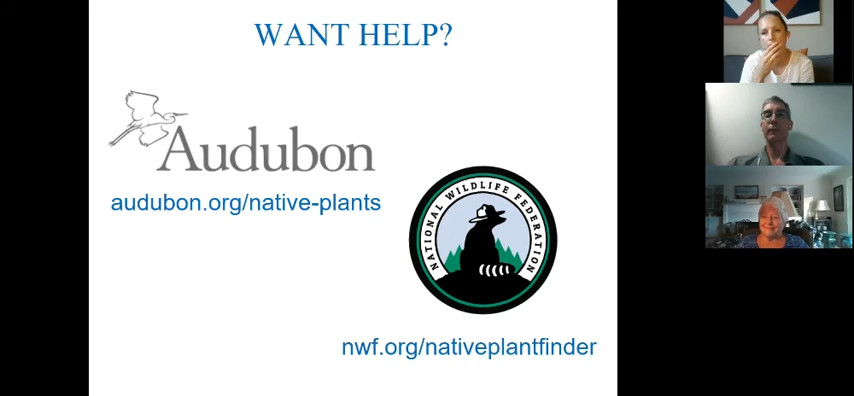 WANT HELP?
Audubon
audubon.org/native-plants
NATIONAL WILDLIFE FEDERATION
nwf.org/nativeplantfinder